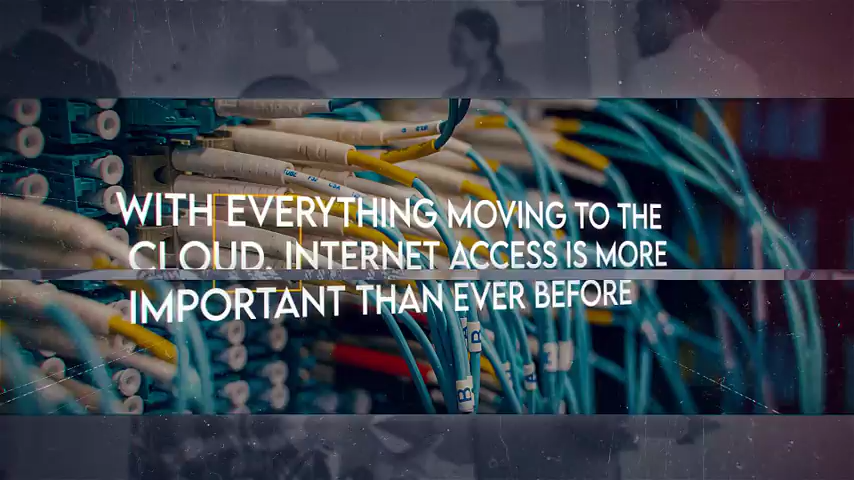 WITH EVERYTHING MOVING TO THE
CLOUD, INTERNET ACCESS IS MORE
IMPORTANT THAN EVER BEFORE
B
B